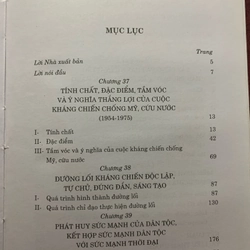 MỤC LỤC
Trang
Lời Nhà xuất bản 5
Lời nói đầu 7
Chương 37
TÍNH CHẤT, ĐẶC ĐIỂM, TẦM VÓC
VÀ Ý NGHĨA THẮNG LỢI CỦA CUỘC
KHÁNG CHIẾN CHỐNG MỸ, CỨU NƯỚC
(1954-1975) 13
I- Tính chất 13
II- Đặc điểm 42
III- Tầm vóc và ý nghĩa của cuộc kháng chiến chống
Mỹ, cứu nước 69
Chương 38
ĐƯỜNG LỐI KHÁNG CHIẾN ĐỘC LẬP,
TỰ CHỦ, ĐÚNG ĐẮN, SÁNG TẠO 87
I- Quá trình hình thành đường lối 87
II- Quá trình chỉ đạo thực hiện đường lối 130
Chương 39
PHÁT HUY SỨC MẠNH CỦA DÂN TỘC,
KẾT HỢP SỨC MẠNH DÂN TỘC
VỚI SỨC MẠNH THỜI ĐẠI 176